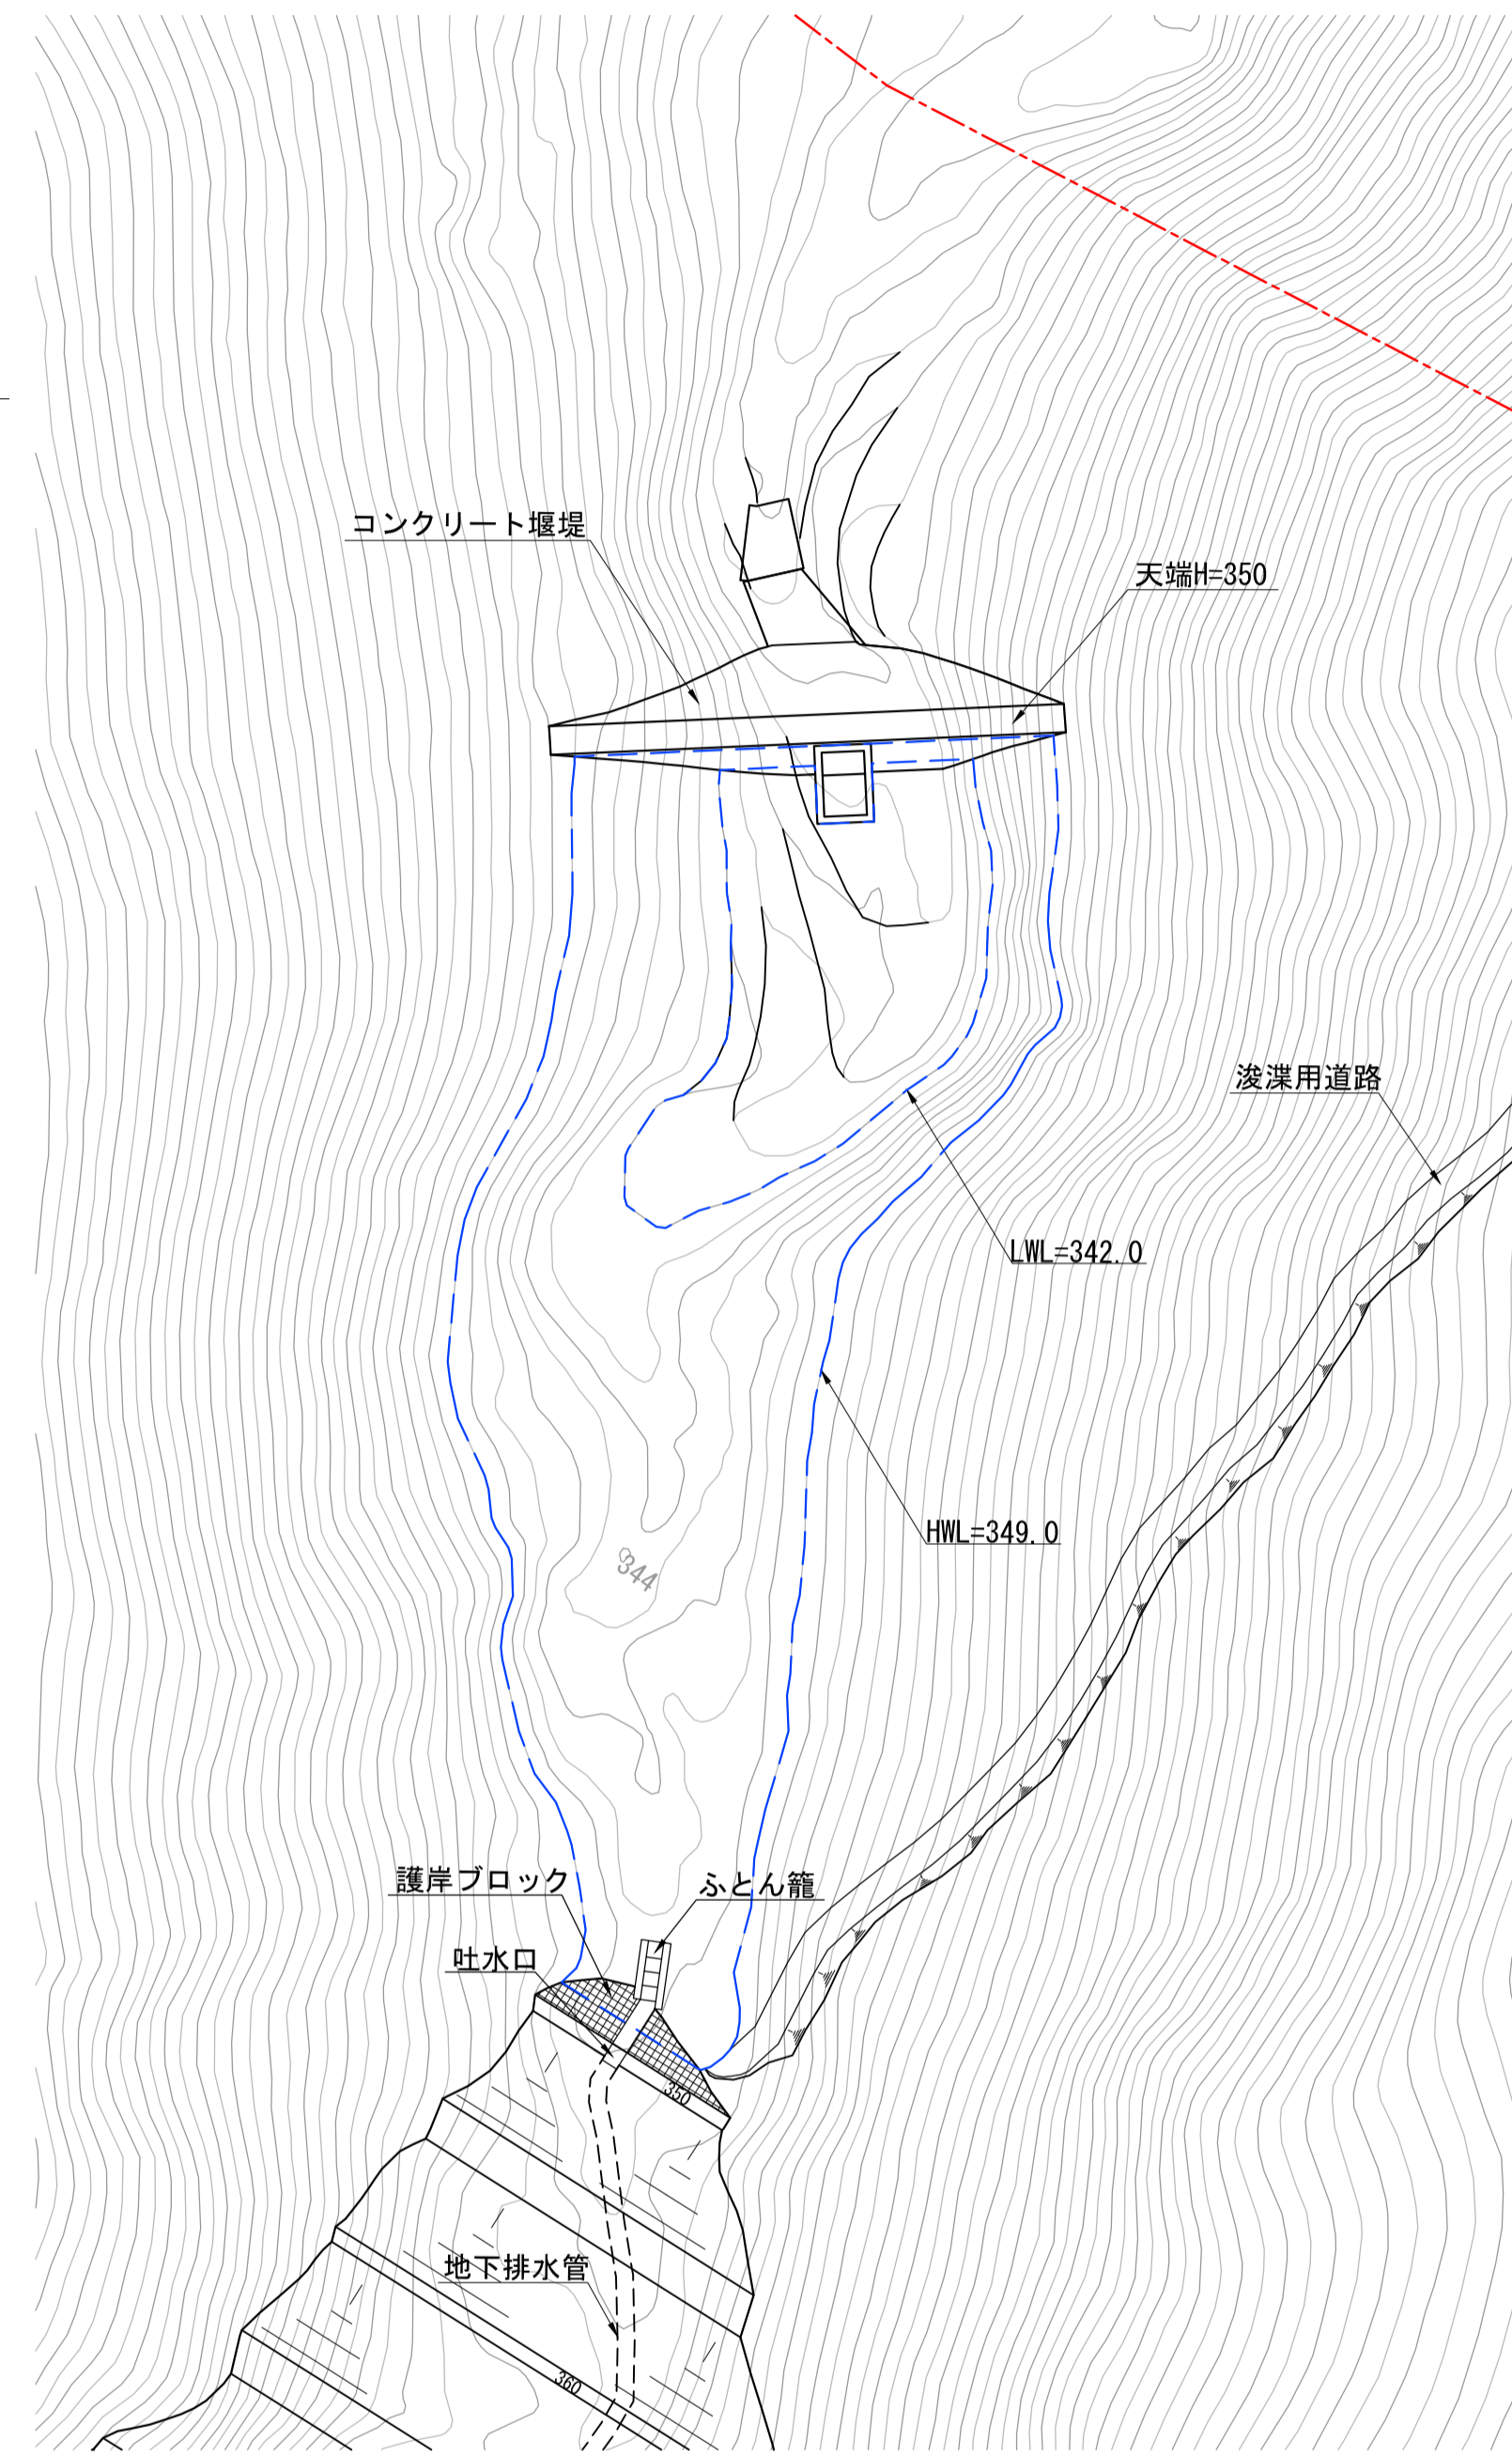 コンクリート堰堤
天端H=350
浚渫用道路
LWL=342.0
HWL=349.0
344
護岸ブロック
ふとん籠
吐水口
350
地下排水管
360